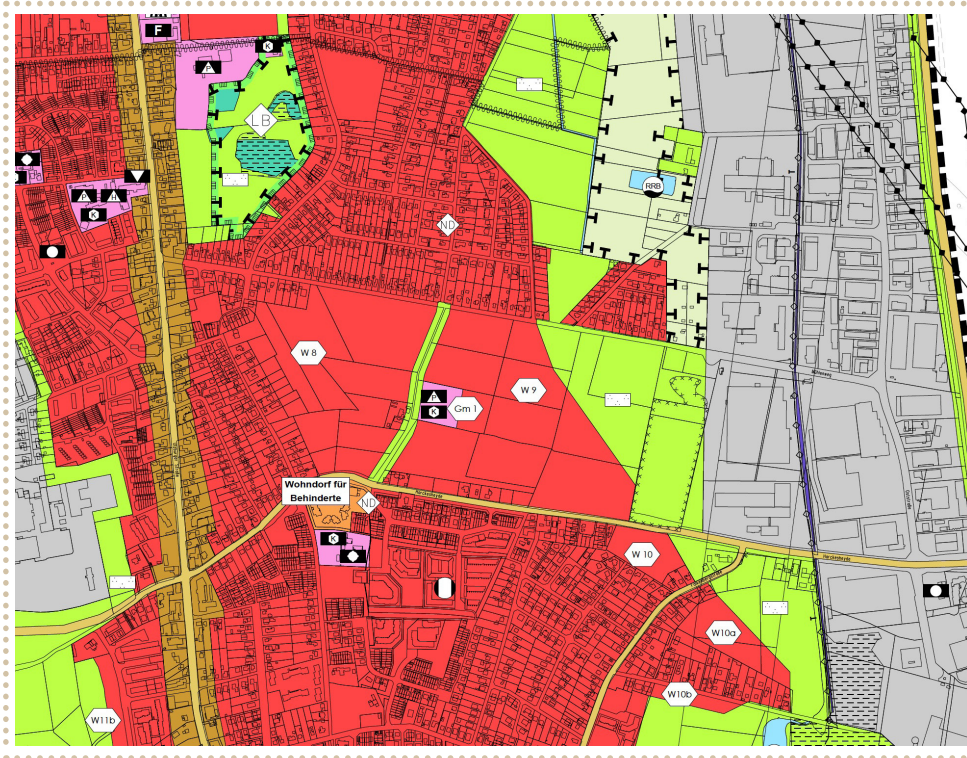 F
K
LB
P
H
K
RRB
ND
W 8
P
K
Gm 1
W 9
Wohndorf für
Behinderte
ND
K
W 10
W10a
W10b
W11b